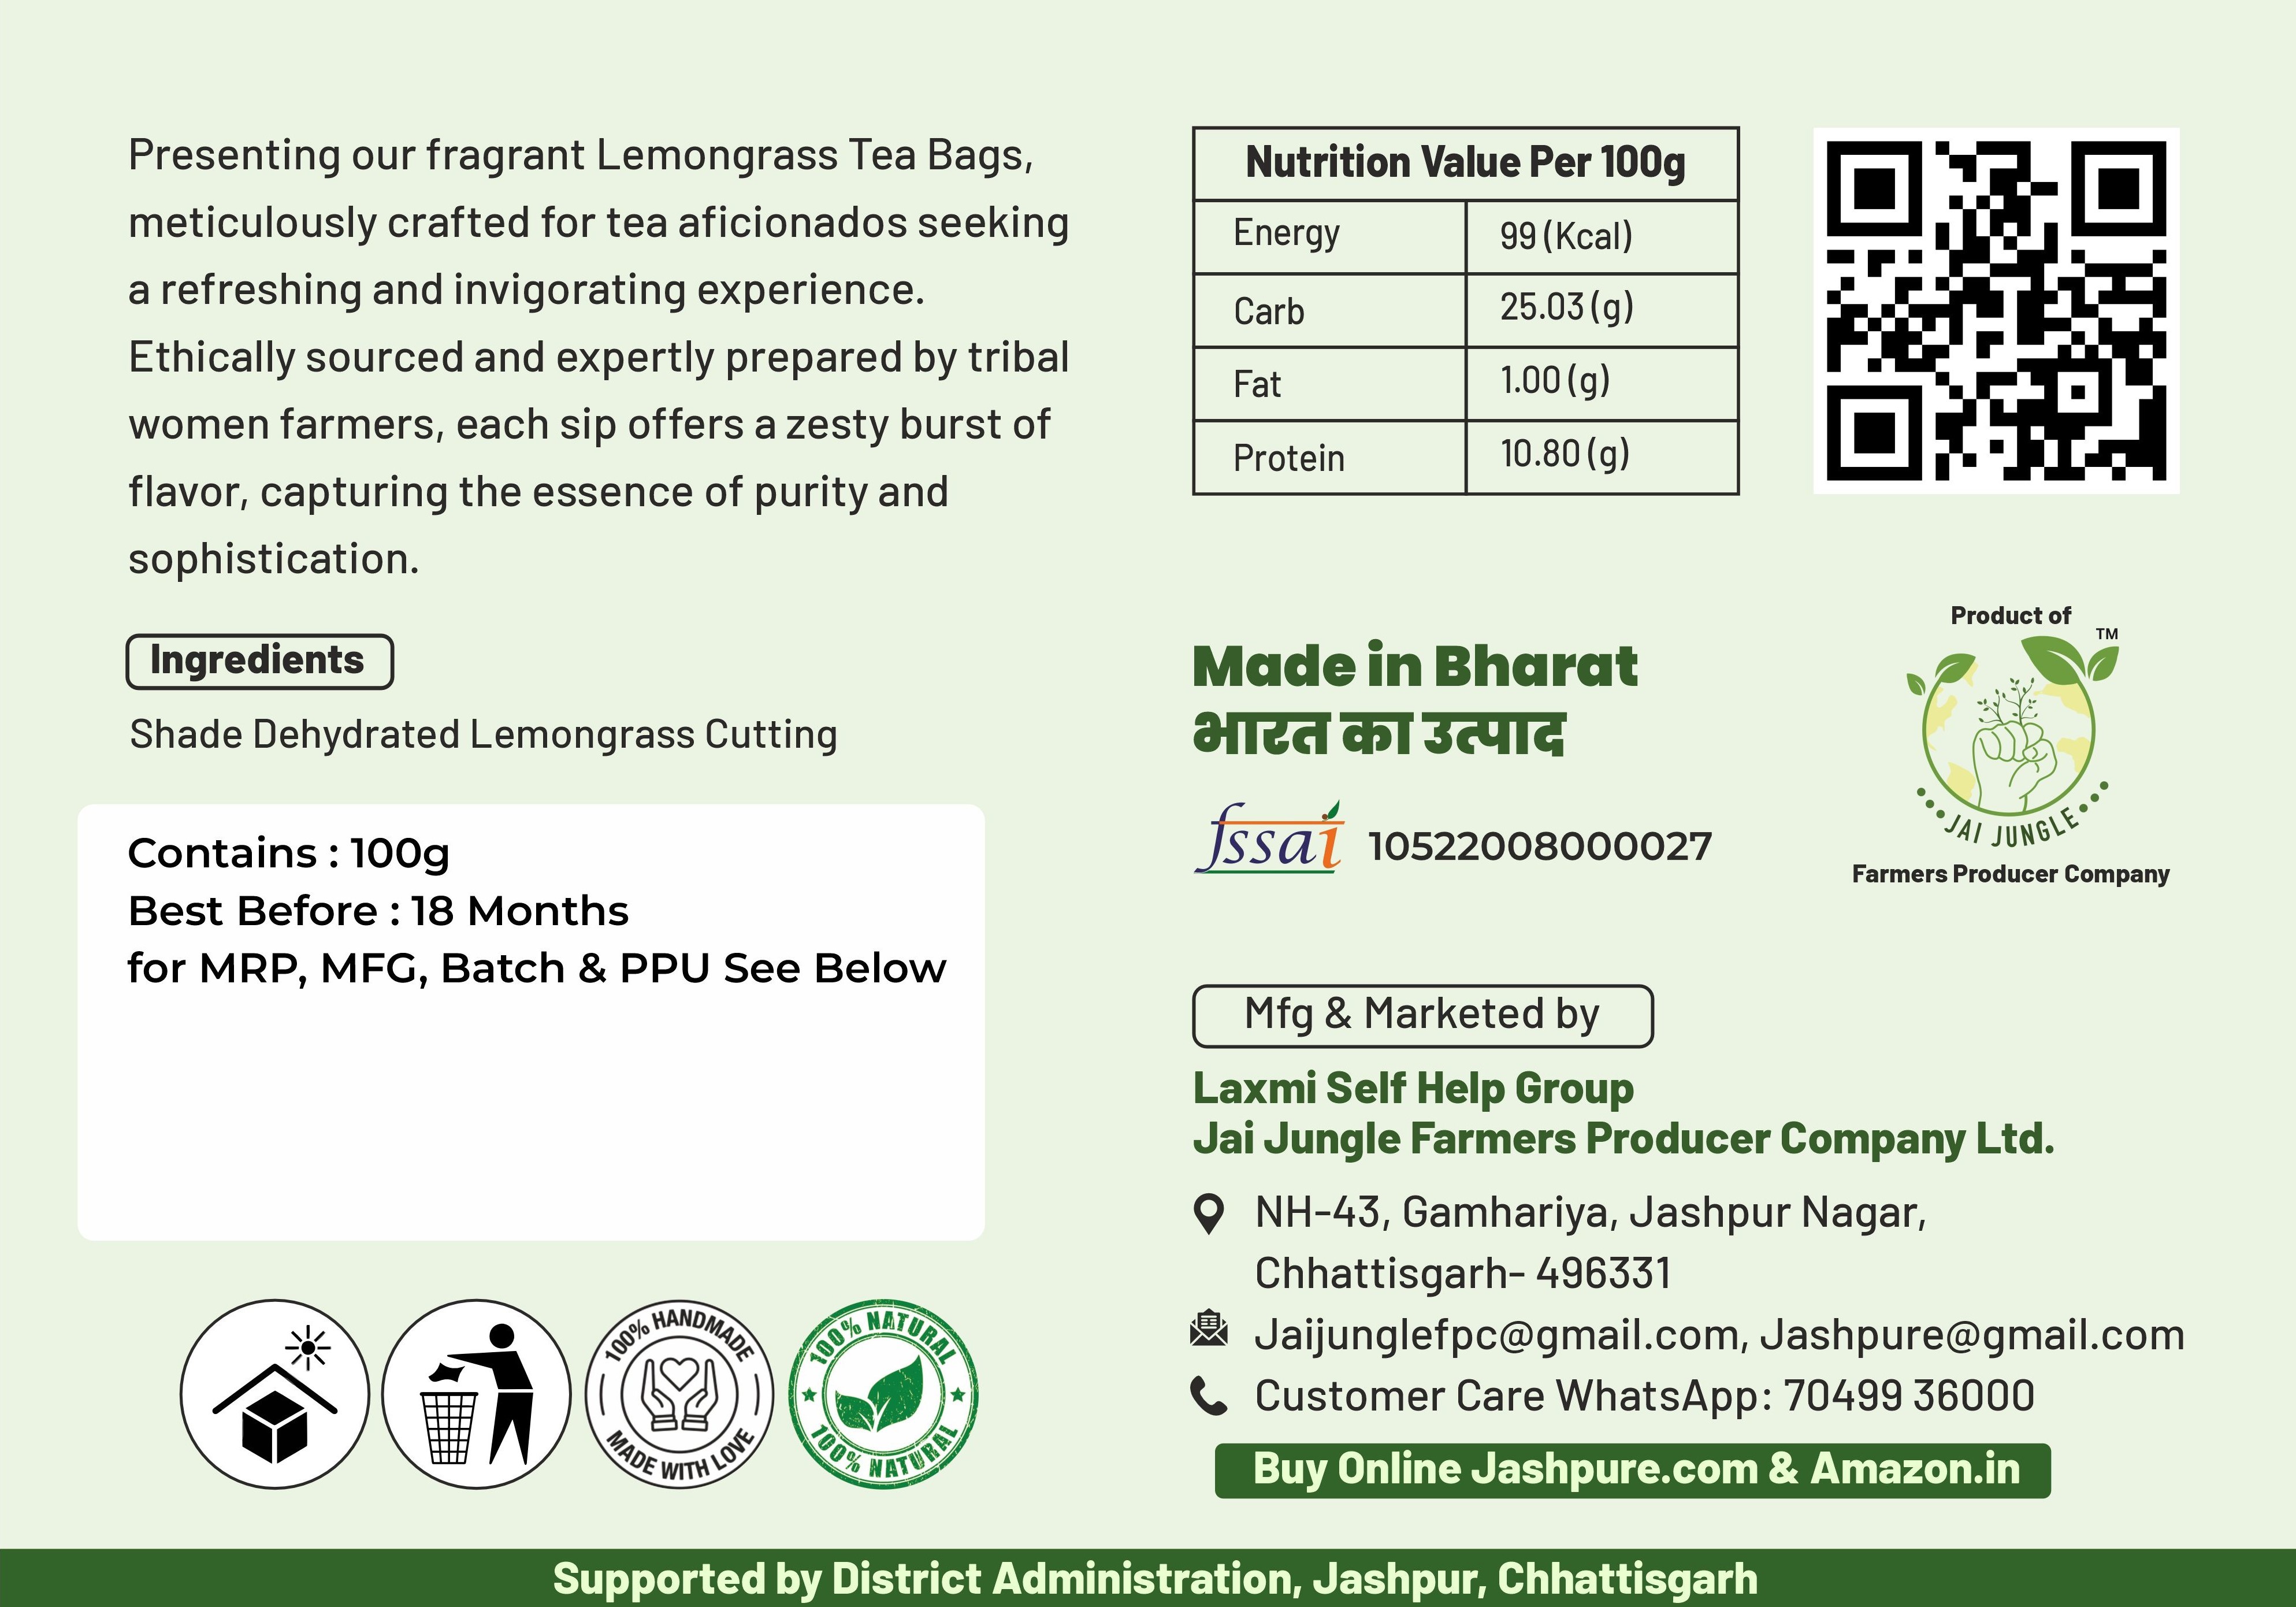 Presenting our fragrant Lemongrass Tea Bags,
meticulously crafted for tea aficionados seeking
a refreshing and invigorating experience.
Ethically sourced and expertly prepared by tribal
women farmers, each sip offers a zesty burst of
flavor, capturing the essence of purity and
sophistication.
Ingredients
Shade Dehydrated Lemongrass Cutting
Contains : 100g
Best Before : 18 Months
for MRP, MFG, Batch & PPU See Below
100% HANDMADE
MADE WITH LOVE
100% NATURAL
100% NATURAL
Nutrition Value Per 100g
Energy 99 (Kcal)
Carb 25.03 (g)
Fat 1.00 (g)
Protein 10.80 (g)
Made in Bharat
भारत का उत्पाद
fssai 10522008000027
Product of
TM
JAI JUNGLE
Farmers Producer Company
Mfg & Marketed by
Laxmi Self Help Group
Jai Jungle Farmers Producer Company Ltd.
NH-43, Gamhariya, Jashpur Nagar,
Chhattisgarh- 496331
Jaijunglefpc@gmail.com, Jashpure@gmail.com
Customer Care WhatsApp: 70499 36000
Buy Online Jashpure.com & Amazon.in
Supported by District Administration, Jashpur, Chhattisgarh